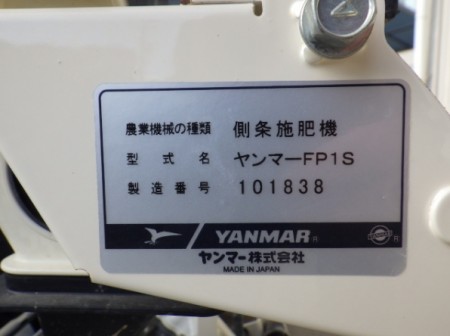 農業機械の種類 側条施肥機
型式名 ヤンマーFP1S
製造番号 101838
YANMAR®
ヤンマー株式会社
MADE IN JAPAN